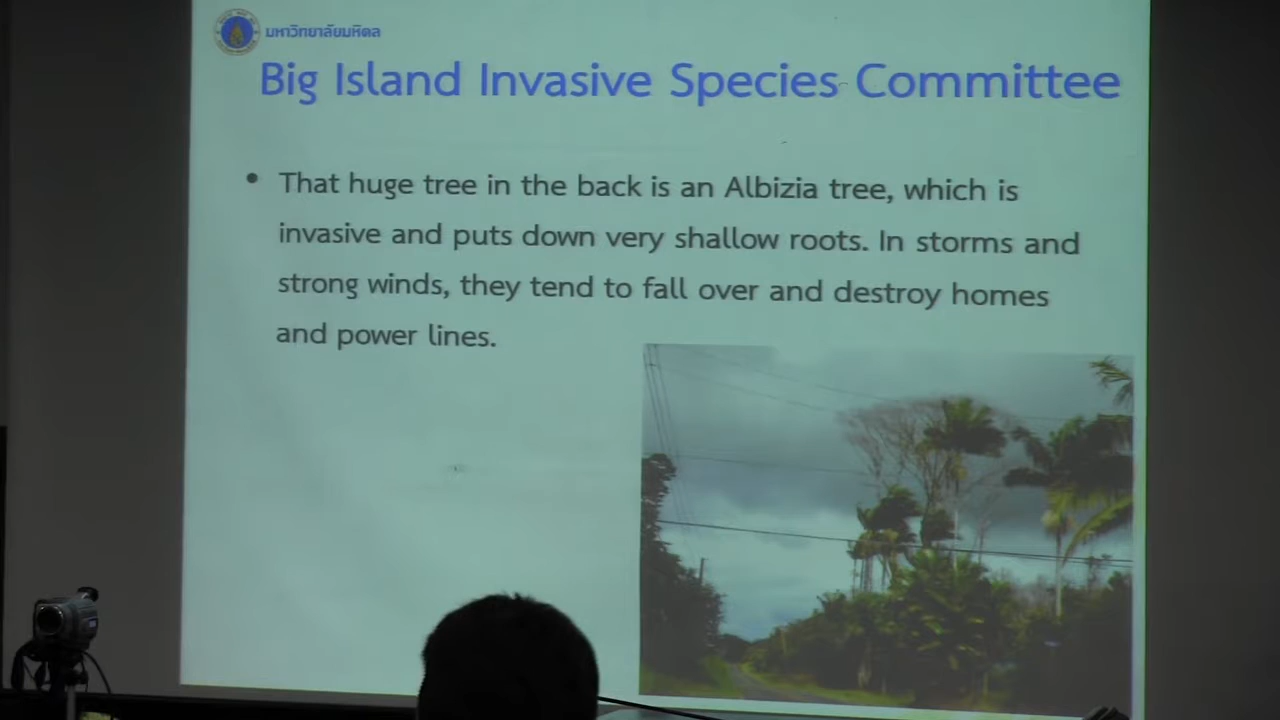 มหาวิทยาลัยมหิดล
Big Island Invasive Species Committee
• That huge tree in the back is an Albizia tree, which is
invasive and puts down very shallow roots. In storms and
strong winds, they tend to fall over and destroy homes
and power lines.